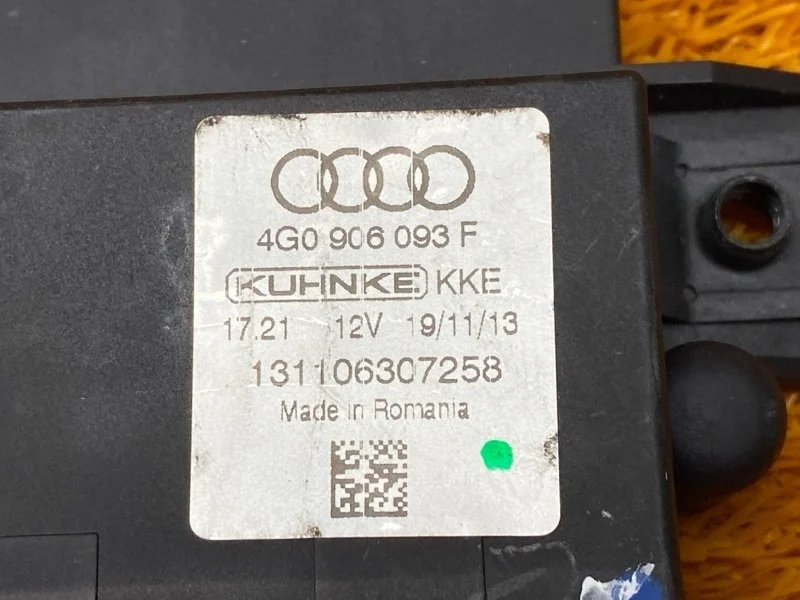 4G0 906 093 F
KUHNKE KKE
17.21 12V 19/11/13
131106307258
Made in Romania